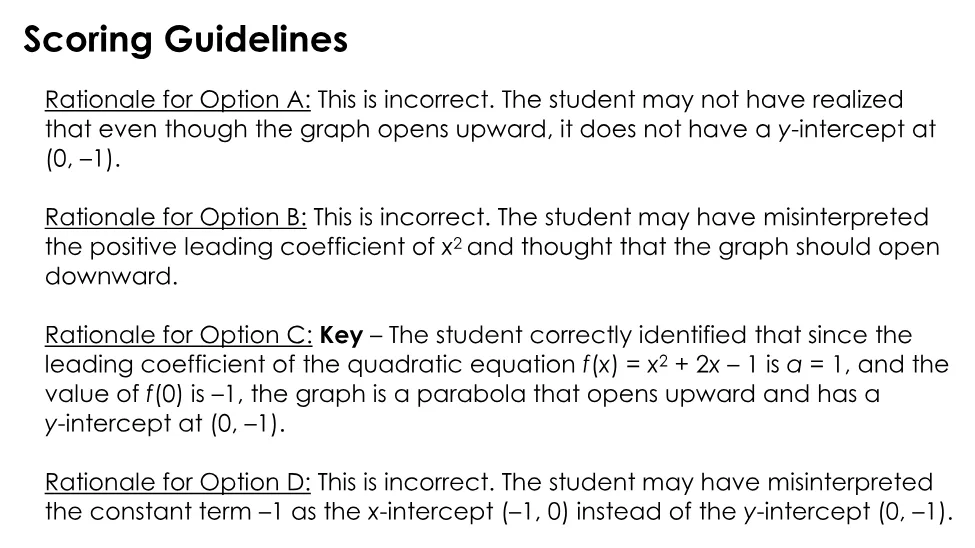 Scoring Guidelines
Rationale for Option A: This is incorrect. The student may not have realized
that even though the graph opens upward, it does not have a y-intercept at
(0, –1).
Rationale for Option B: This is incorrect. The student may have misinterpreted
the positive leading coefficient of x² and thought that the graph should open
downward.
Rationale for Option C: Key – The student correctly identified that since the
leading coefficient of the quadratic equation f(x) = x² + 2x – 1 is a = 1, and the
value of f(0) is –1, the graph is a parabola that opens upward and has a
y-intercept at (0, –1).
Rationale for Option D: This is incorrect. The student may have misinterpreted
the constant term –1 as the x-intercept (–1, 0) instead of the y-intercept (0, –1).